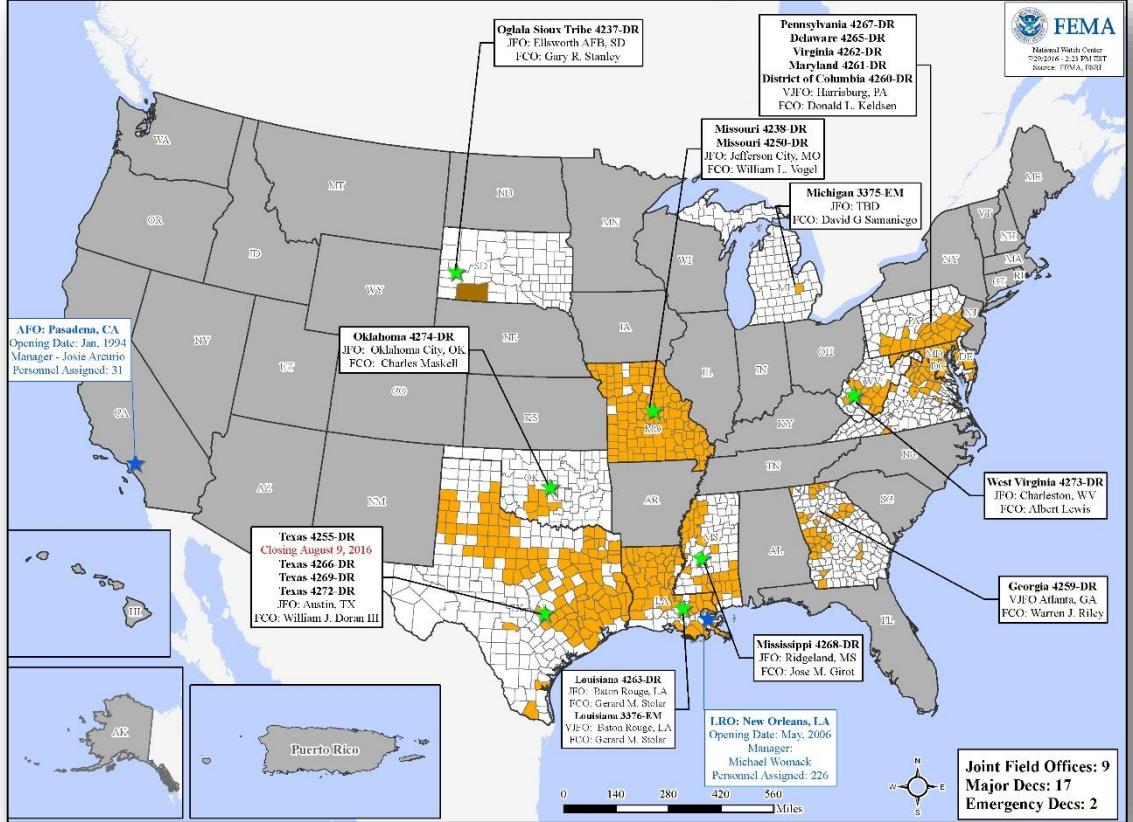 FEMA
National Watch Center
7/29/2016 - 2:23 PM EST
Source: FEMA, ESRI
Oglala Sioux Tribe 4237-DR
JFO: Ellsworth AFB, SD
FCO: Gary R. Stanley
Pennsylvania 4267-DR
Delaware 4265-DR
Virginia 4262-DR
Maryland 4261-DR
District of Columbia 4260-DR
VJFO: Harrisburg, PA
FCO: Donald L. Keldsen
Missouri 4238-DR
Missouri 4250-DR
JFO: Jefferson City, MO
FCO: William L. Vogel
Michigan 3375-EM
JFO: TBD
FCO: David G Samaniego
WA
MT
ND
MN
ME
OR
ID
WY
SD
WI
MI
VT
NH
NY
MA
RI
CT
AFO: Pasadena, CA
Opening Date: Jan, 1994
Manager - Josie Arcurio
Personnel Assigned: 31
Oklahoma 4274-DR
JFO: Oklahoma City, OK
FCO: Charles Maskell
NV
UT
NE
IA
PA
NJ
CA
CO
KS
MO
IL
IN
OH
WV
MD
DC
DE
VA
KY
AZ
NM
OK
AR
TN
NC
SC
West Virginia 4273-DR
JFO: Charleston, WV
FCO: Albert Lewis
Texas 4255-DR
Closing August 9, 2016
Texas 4266-DR
Texas 4269-DR
Texas 4272-DR
JFO: Austin, TX
FCO: William J. Doran III
MS
AL
GA
LA
FL
Georgia 4259-DR
VJFO Atlanta, GA
FCO: Warren J. Riley
Mississippi 4268-DR
JFO: Ridgeland, MS
FCO: Jose M. Girot
Louisiana 4263-DR
JFO: Baton Rouge, LA
FCO: Gerard M. Stolar
Louisiana 3376-EM
VJFO: Baton Rouge, LA
FCO: Gerard M. Stolar
LRO: New Orleans, LA
Opening Date: May, 2006
Manager:
Michael Womack
Personnel Assigned: 226
HI
AK
Puerto Rico
0 140 280 420 560
Miles
N
W E
S
Joint Field Offices: 9
Major Decs: 17
Emergency Decs: 2